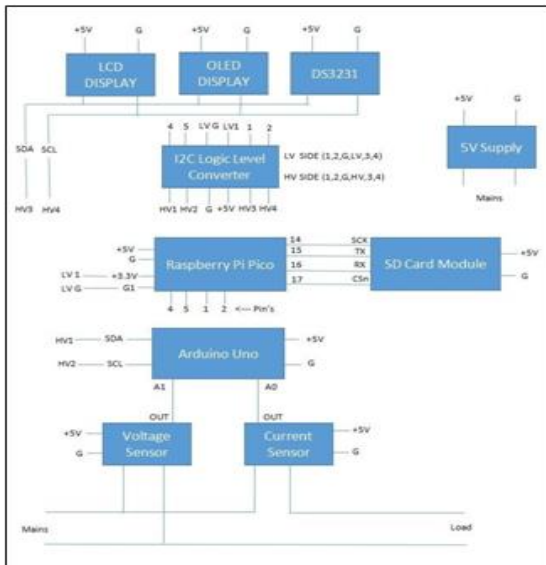 +5V G +5V G +5V G
LCD
DISPLAY
OLED
DISPLAY
DS3231
+5V G
5V Supply
Mains
SDA SCL
HV3 HV4
4 5 LV G LV1 1 2
I2C Logic Level
Converter
LV SIDE (1,2,G,LV,3,4)
HV SIDE (1,2,G,HV,3,4)
HV1 HV2 G +5V HV3 HV4
+5V
G
LV 1 +3.3V
LV G G1
Raspberry Pi Pico
14 SCK
15 TX
16 RX
17 CSn
SD Card Module
+5V
G
4 5 1 2 <--- Pin's
HV1 SDA
HV2 SCL
Arduino Uno
+5V
G
A1 A0
OUT OUT
+5V
G
Voltage
Sensor
Current
Sensor
+5V
G
Mains Load